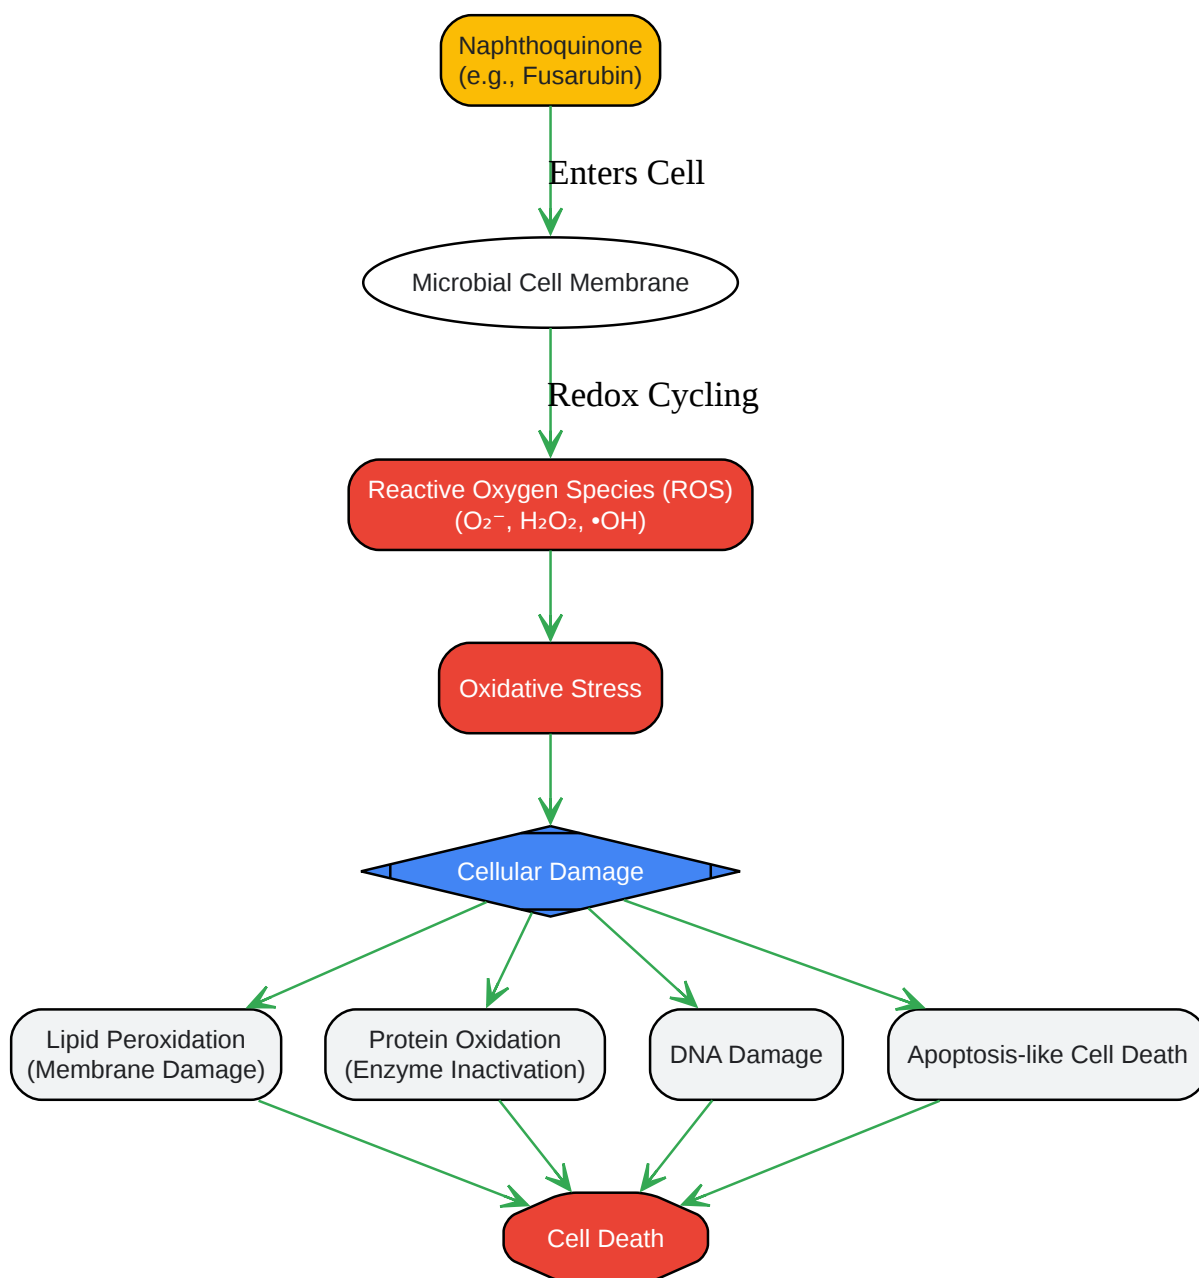 Naphthoquinone
(e.g., Fusarubin)
Enters Cell
Microbial Cell Membrane
Redox Cycling
Reactive Oxygen Species (ROS)
(O₂⁻, H₂O₂, •OH)
Oxidative Stress
Cellular Damage
Lipid Peroxidation
(Membrane Damage)
Protein Oxidation
(Enzyme Inactivation)
DNA Damage
Apoptosis-like Cell Death
Cell Death